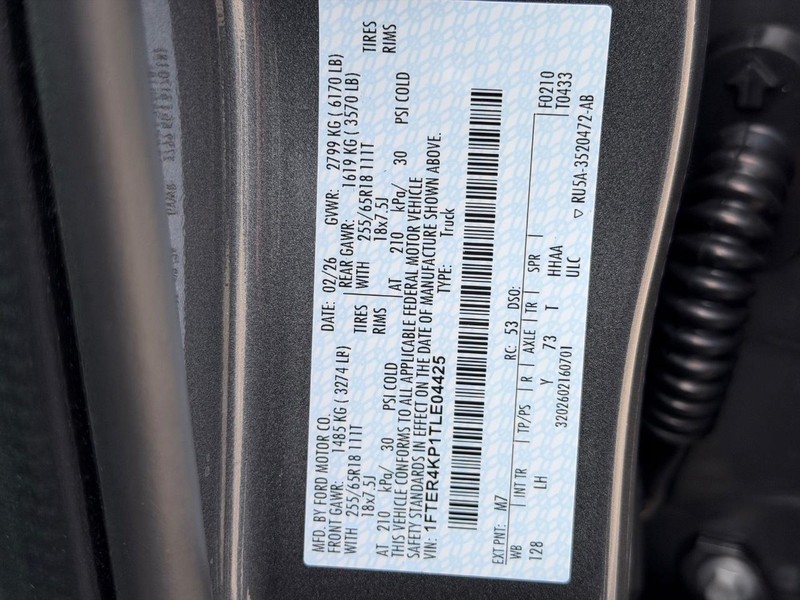 MFD. BY FORD MOTOR CO. DATE: 02/26 GVWR: 2799 KG ( 6170 LB)
FRONT GAWR: 1485 KG ( 3274 LB) REAR GAWR: 1619 KG ( 3570 LB)
WITH 255/65R18 111T TIRES WITH 255/65R18 111T TIRES
18x7.5J RIMS 18x7.5J RIMS
AT 210 kPa/ 30 PSI COLD AT 210 kPa/ 30 PSI COLD
THIS VEHICLE CONFORMS TO ALL APPLICABLE FEDERAL MOTOR VEHICLE
SAFETY STANDARDS IN EFFECT ON THE DATE OF MANUFACTURE SHOWN ABOVE.
VIN: 1FTER4KP1TLE04425 TYPE: Truck
EXT PNT: M7 RC: 53 DSO: F0210
WB INT TR TP/PS R AXLE TR SPR T0433
128 LH Y 73 T HHAA
3202602160701 ULC
▽ RU5A-3520472-AB